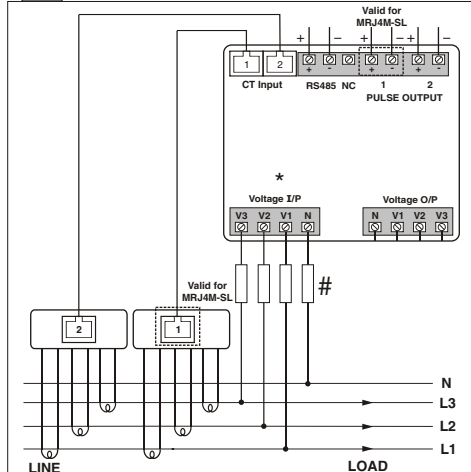 Valid for
MRJ4M-SL
+ − + − + −
1 2
+ - + - + -
CT Input RS485 NC 1 2
PULSE OUTPUT
*
Voltage I/P Voltage O/P
V3 V2 V1 N N V1 V2 V3
Valid for
MRJ4M-SL
#
2 1
N
L3
L2
L1
LINE LOAD